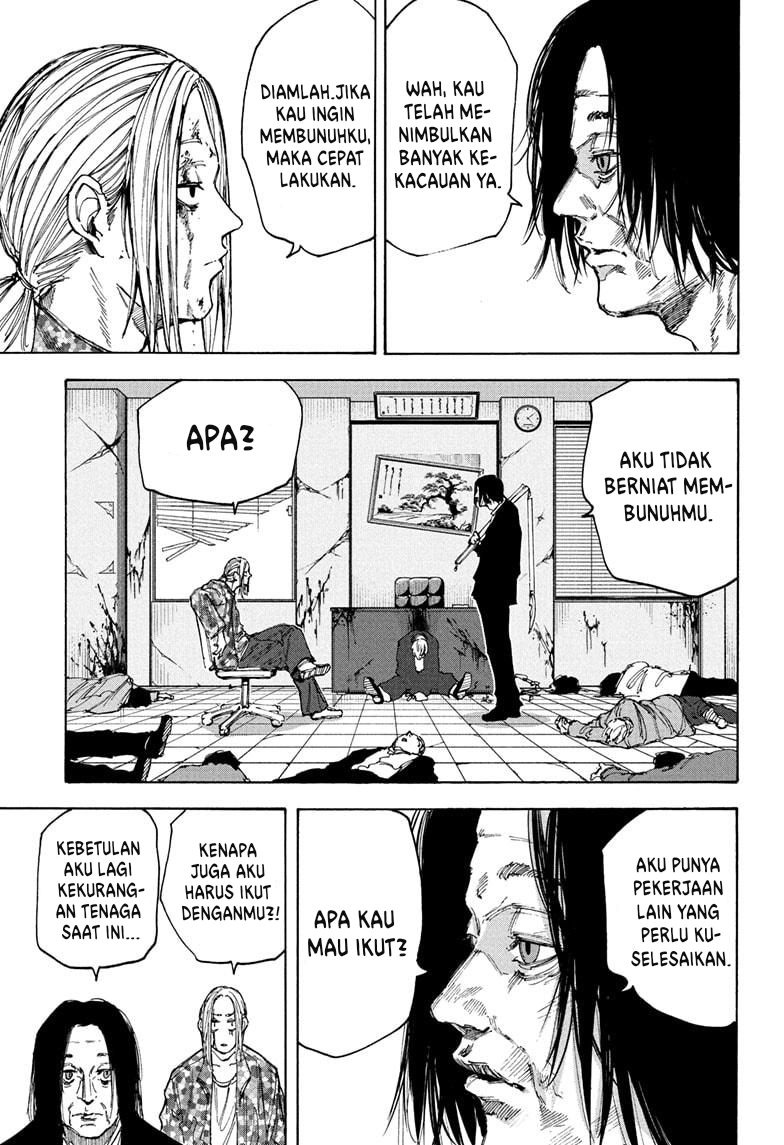 WAH, KAU
TELAH ME-
NIMBULKAN
BANYAK KE-
KACAUAN YA.
DIAMLAH.JIKA
KAU INGIN
MEMBUNUHKU,
MAKA CEPAT
LAKUKAN.
AKU TIDAK
BERNIAT MEM-
BUNUHMU.
APA?
AKU PUNYA
PEKERJAAN
LAIN YANG
PERLU KU-
SELESAIKAN.
APA KAU
MAU IKUT?
KENAPA
JUGA AKU
HARUS IKUT
DENGANMU?!
KEBETULAN
AKU LAGI
KEKURANG-
AN TENAGA
SAAT INI...